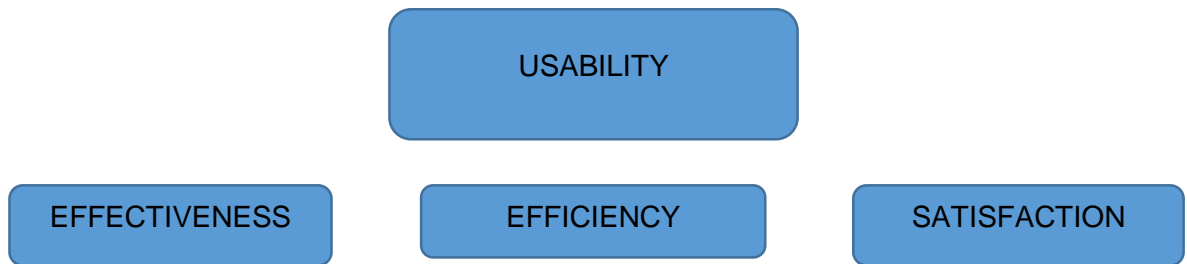 USABILITY
EFFECTIVENESS
EFFICIENCY
SATISFACTION